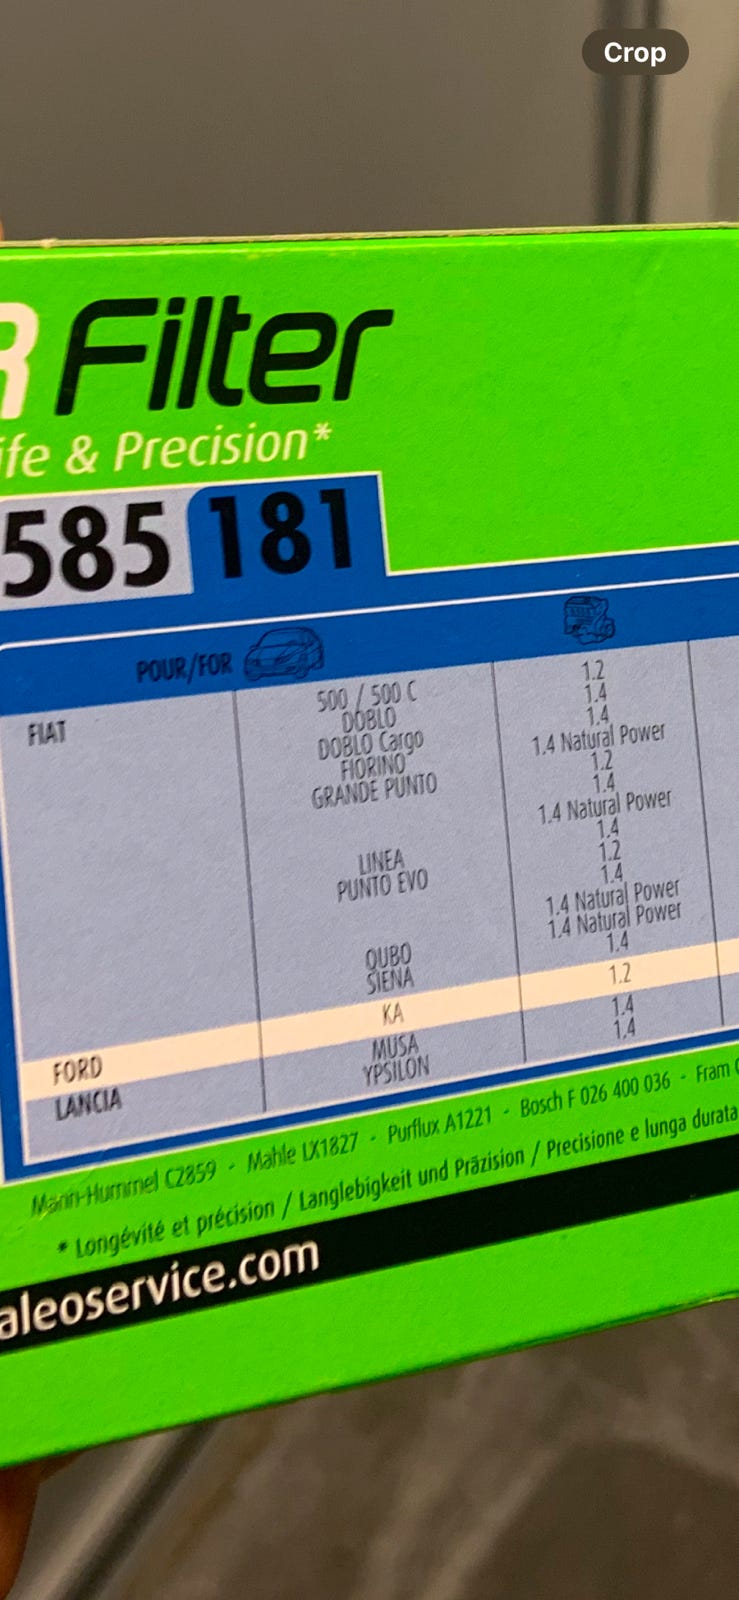 Crop
R Filter
ife & Precision*
585 181
POUR/FOR
FIAT 500 / 500 C 1.2
DOBLO 1.4
DOBLO Cargo 1.4
FIORINO 1.4 Natural Power
GRANDE PUNTO 1.2
1.4
1.4 Natural Power
LINEA 1.4
PUNTO EVO 1.2
1.4
1.4 Natural Power
QUBO 1.4 Natural Power
SIENA 1.4
FORD KA 1.2
LANCIA MUSA 1.4
YPSILON 1.4
Mann-Hummel C2859 - Mahle LX1827 - Purflux A1221 - Bosch F 026 400 036 - Fram
* Longévité et précision / Langlebigkeit und Präzision / Precisione e lunga durata
aleoservice.com